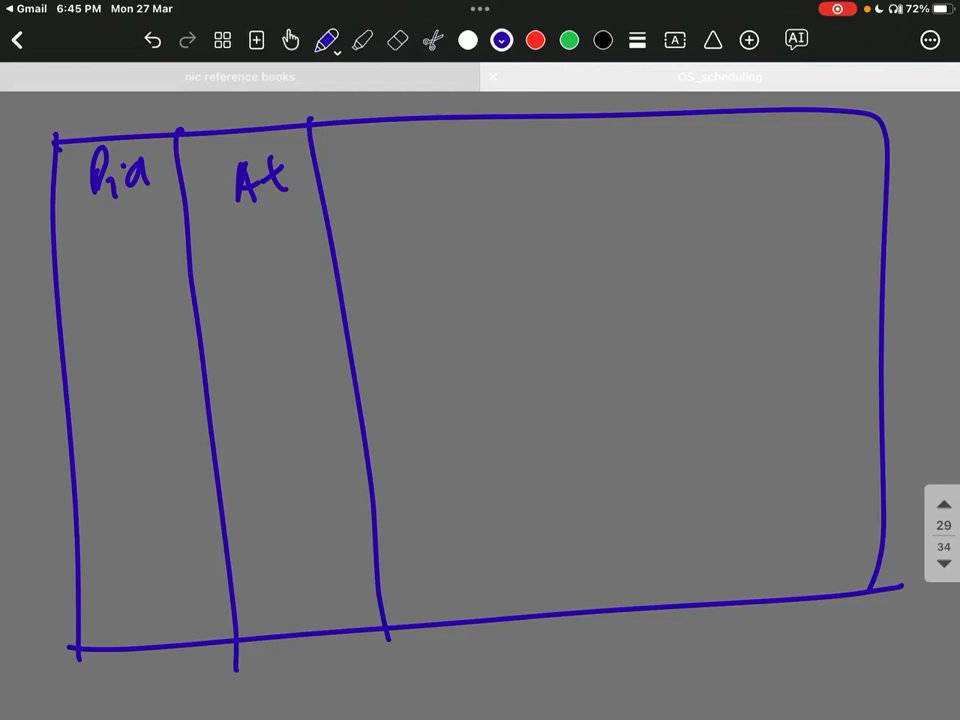 Gmail 6:45 PM Mon 27 Mar 72%
A AI
nic reference books OS_scheduling
Pid At
29
34